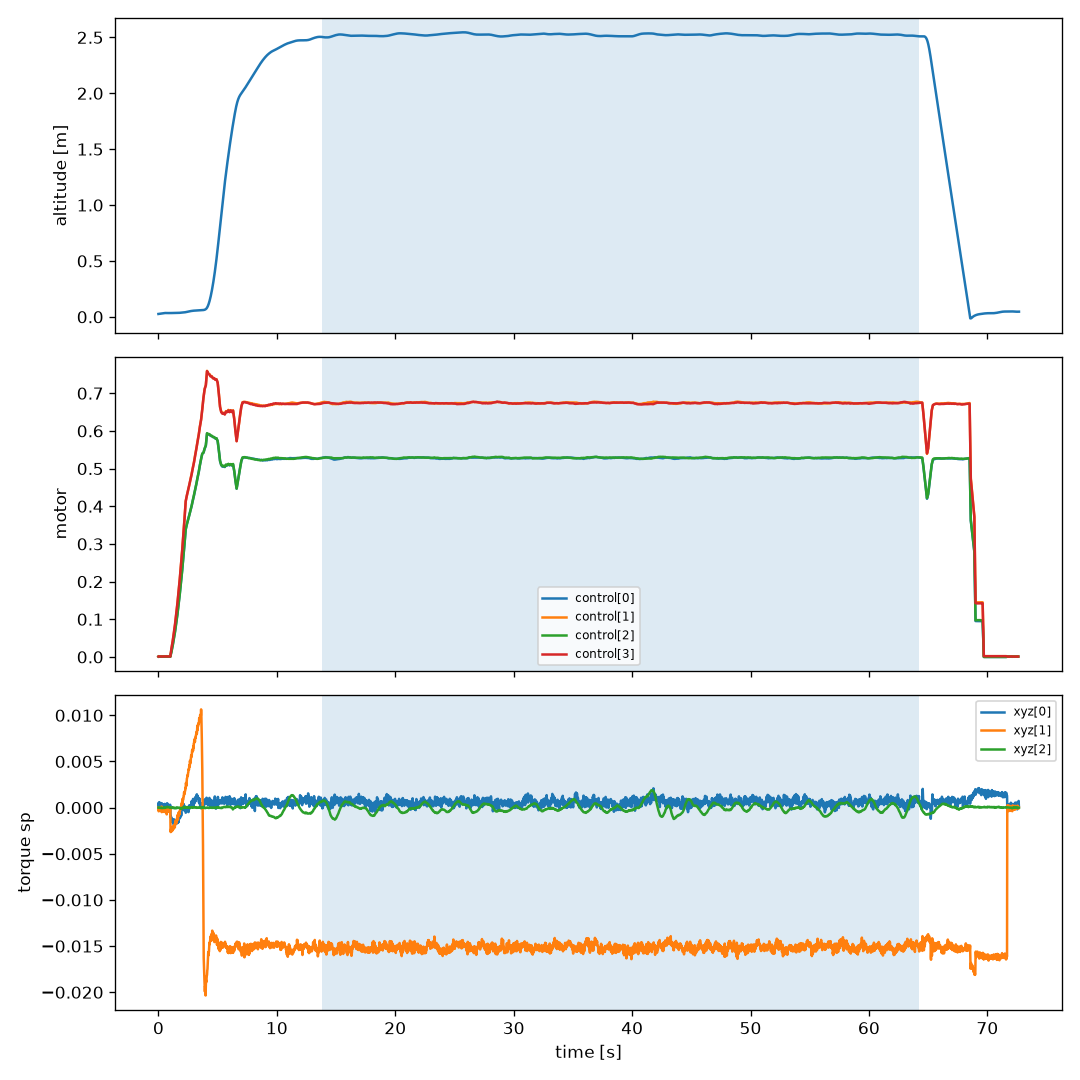 2.5
2.0
1.5
1.0
0.5
0.0
altitude [m]
0.7
0.6
0.5
0.4
0.3
0.2
0.1
0.0
motor
control[0]
control[1]
control[2]
control[3]
0.010
0.005
0.000
−0.005
−0.010
−0.015
−0.020
torque sp
xyz[0]
xyz[1]
xyz[2]
0 10 20 30 40 50 60 70
time [s]